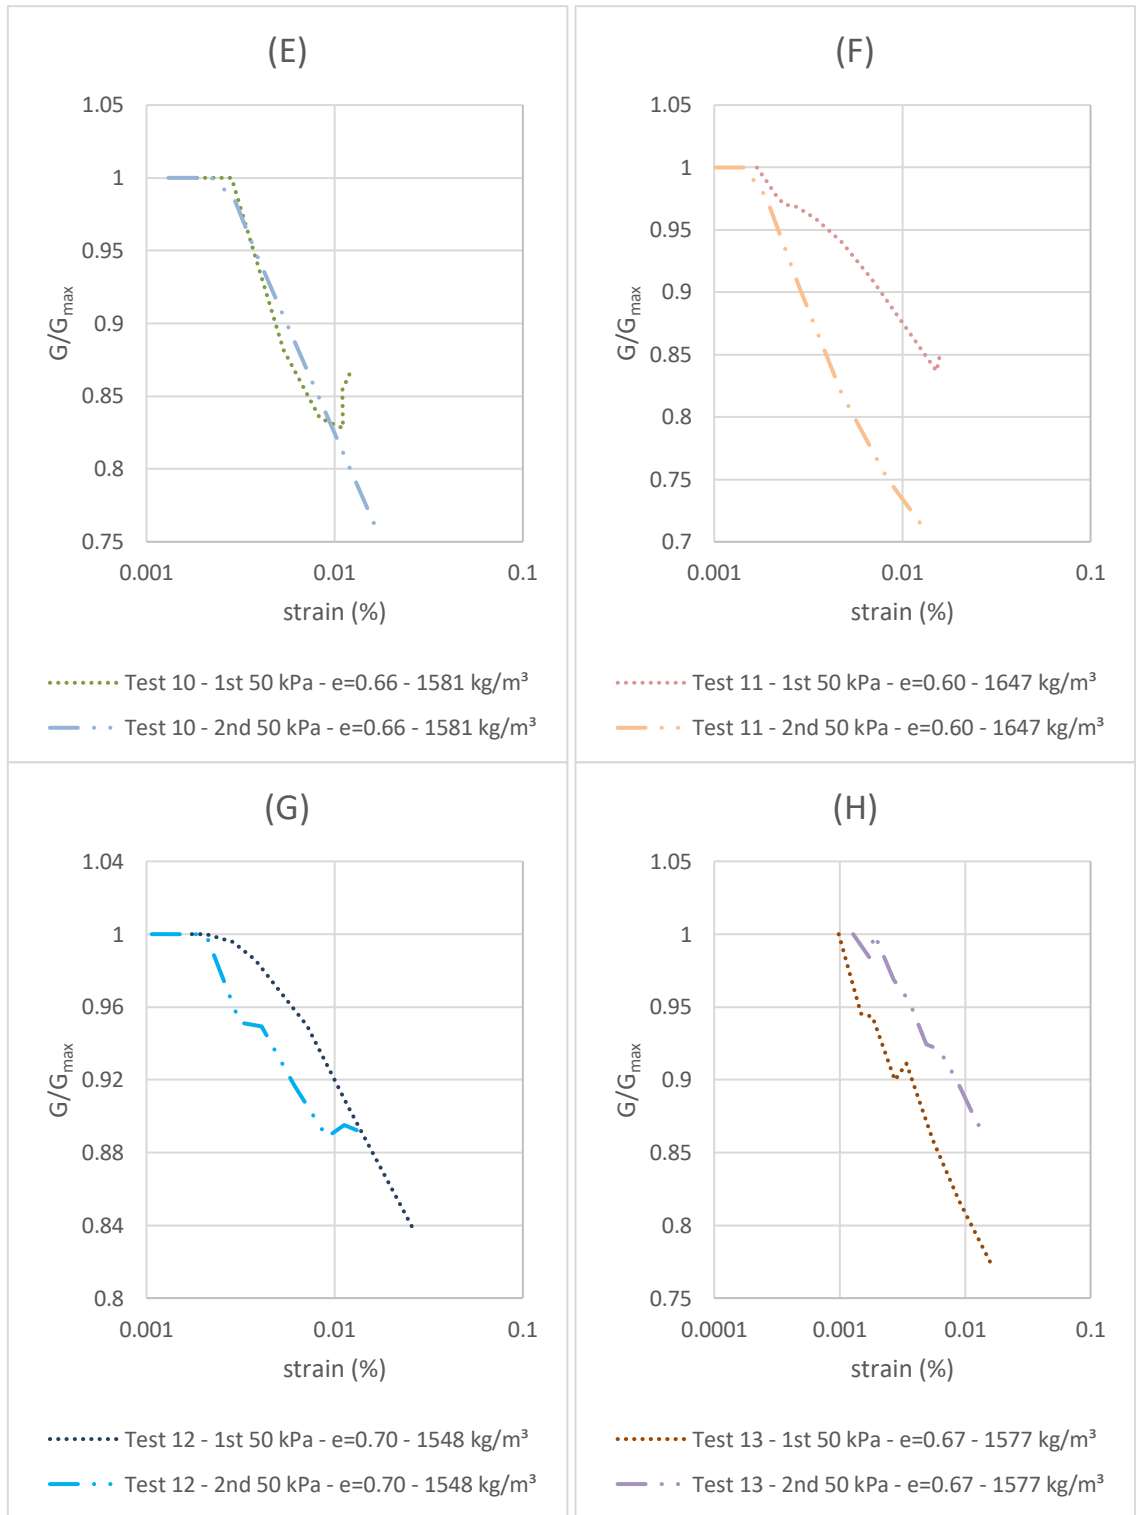 (E)
1.05
1
0.95
0.9
0.85
0.8
0.75
G/Gmax
0.001 0.01 0.1
strain (%)
Test 10 - 1st 50 kPa - e=0.66 - 1581 kg/m³
Test 10 - 2nd 50 kPa - e=0.66 - 1581 kg/m³
(F)
1.05
1
0.95
0.9
0.85
0.8
0.75
0.7
G/Gmax
0.001 0.01 0.1
strain (%)
Test 11 - 1st 50 kPa - e=0.60 - 1647 kg/m³
Test 11 - 2nd 50 kPa - e=0.60 - 1647 kg/m³
(G)
1.04
1
0.96
0.92
0.88
0.84
0.8
G/Gmax
0.001 0.01 0.1
strain (%)
Test 12 - 1st 50 kPa - e=0.70 - 1548 kg/m³
Test 12 - 2nd 50 kPa - e=0.70 - 1548 kg/m³
(H)
1.05
1
0.95
0.9
0.85
0.8
0.75
G/Gmax
0.0001 0.001 0.01 0.1
strain (%)
Test 13 - 1st 50 kPa - e=0.67 - 1577 kg/m³
Test 13 - 2nd 50 kPa - e=0.67 - 1577 kg/m³